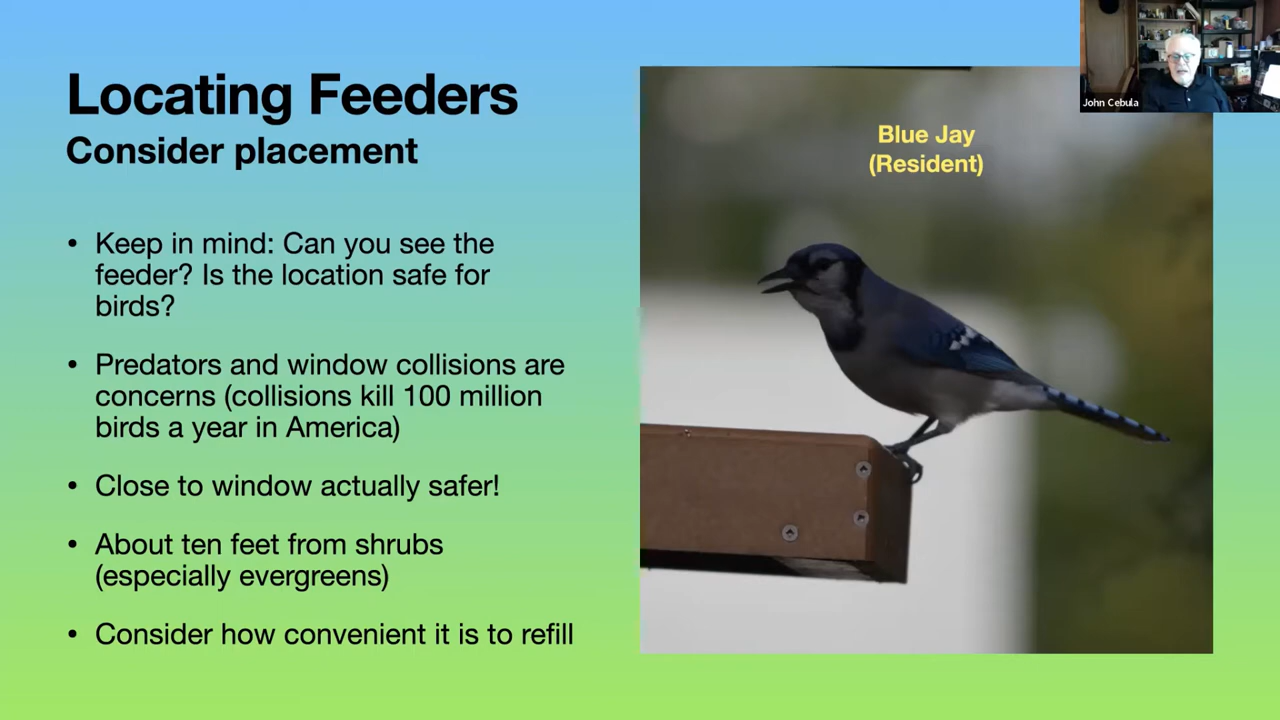 Locating Feeders
Consider placement
• Keep in mind: Can you see the
feeder? Is the location safe for
birds?
• Predators and window collisions are
concerns (collisions kill 100 million
birds a year in America)
• Close to window actually safer!
• About ten feet from shrubs
(especially evergreens)
• Consider how convenient it is to refill
Blue Jay
(Resident)
John Cebula